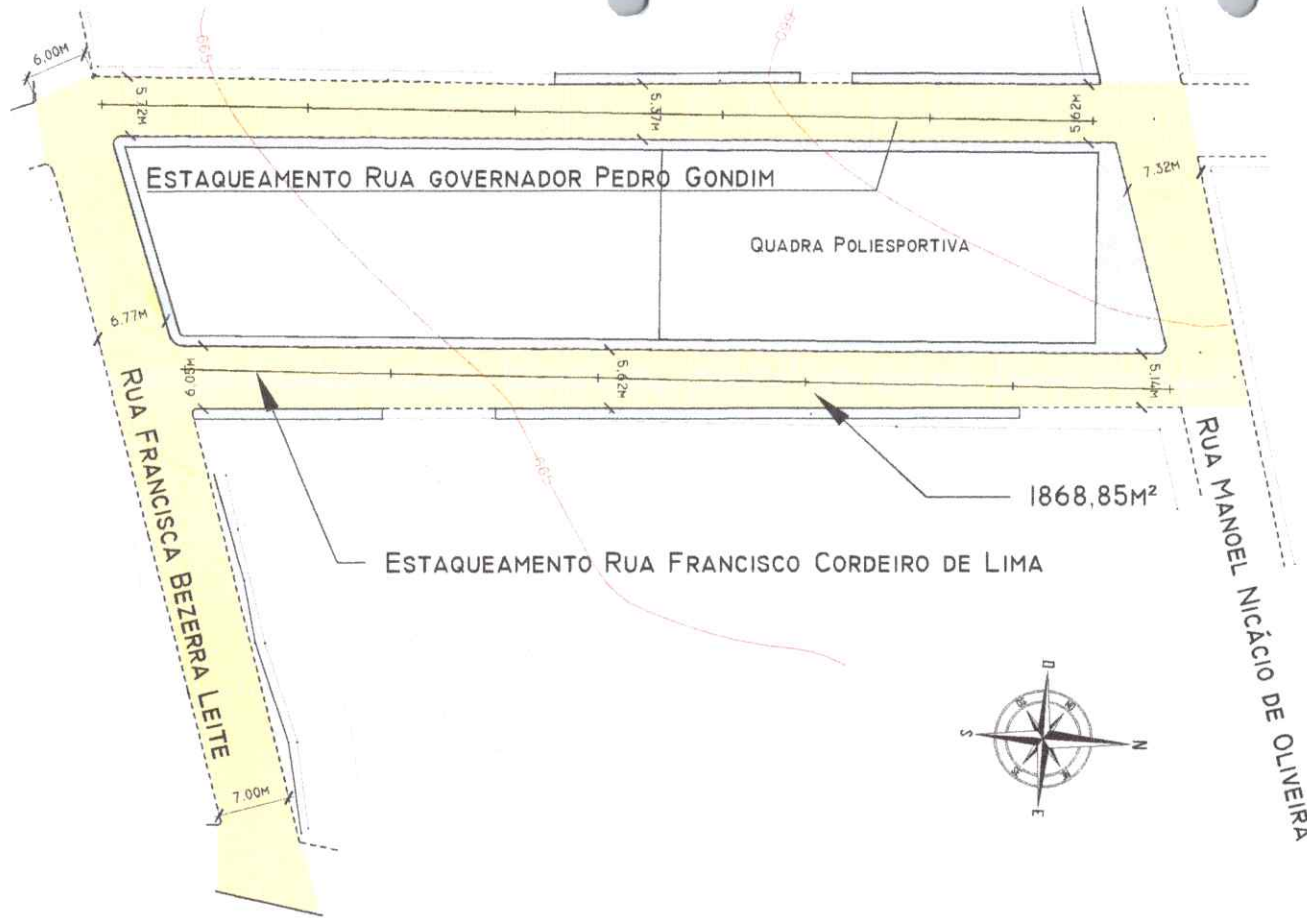 6.00M
5.72M
5.37M
5.62M
7.32M
699
660
ESTAQUEAMENTO RUA GOVERNADOR PEDRO GONDIM
QUADRA POLIESPORTIVA
6.77M
6.05M
5.62M
5.14M
RUA FRANCISCA BEZERRA LEITE
1868,85M²
ESTAQUEAMENTO RUA FRANCISCO CORDEIRO DE LIMA
RUA MANOEL NICÁCIO DE OLIVEIRA
7.00M
O
S
N
E